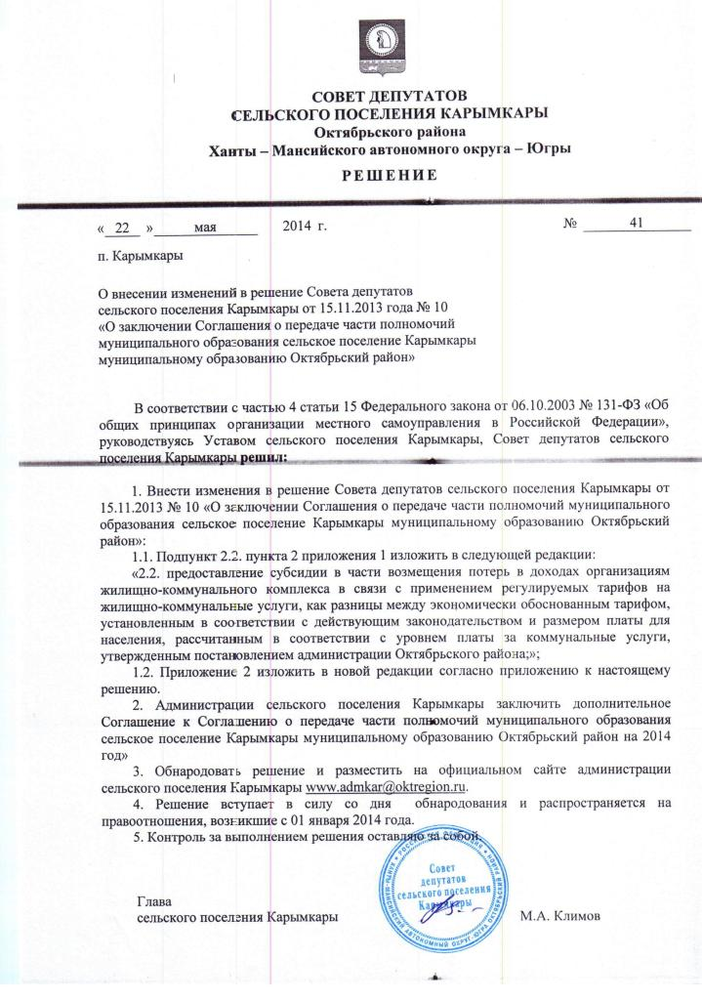 СОВЕТ ДЕПУТАТОВ
СЕЛЬСКОГО ПОСЕЛЕНИЯ КАРЫМКАРЫ
Октябрьского района
Ханты – Мансийского автономного округа – Югры
РЕШЕНИЕ
« 22 » мая 2014 г. № 41
п. Карымкары
О внесении изменений в решение Совета депутатов
сельского поселения Карымкары от 15.11.2013 года № 10
«О заключении Соглашения о передаче части полномочий
муниципального образования сельское поселение Карымкары
муниципальному образованию Октябрьский район»
В соответствии с частью 4 статьи 15 Федерального закона от 06.10.2003 № 131-ФЗ «Об
общих принципах организации местного самоуправления в Российской Федерации»,
руководствуясь Уставом сельского поселения Карымкары, Совет депутатов сельского
поселения Карымкары решил:
1. Внести изменения в решение Совета депутатов сельского поселения Карымкары от
15.11.2013 № 10 «О заключении Соглашения о передаче части полномочий муниципального
образования сельское поселение Карымкары муниципальному образованию Октябрьский
район»:
1.1. Подпункт 2.2. пункта 2 приложения 1 изложить в следующей редакции:
«2.2. предоставление субсидии в части возмещения потерь в доходах организациям
жилищно-коммунального комплекса в связи с применением регулируемых тарифов на
жилищно-коммунальные услуги, как разницы между экономически обоснованным тарифом,
установленным в соответствии с действующим законодательством и размером платы для
населения, рассчитанным в соответствии с уровнем платы за коммунальные услуги,
утвержденным постановлением администрации Октябрьского района;»;
1.2. Приложение 2 изложить в новой редакции согласно приложению к настоящему
решению.
2. Администрации сельского поселения Карымкары заключить дополнительное
Соглашение к Соглашению о передаче части полномочий муниципального образования
сельское поселение Карымкары муниципальному образованию Октябрьский район на 2014
год»
3. Обнародовать решение и разместить на официальном сайте администрации
сельского поселения Карымкары www.admkar@oktregion.ru.
4. Решение вступает в силу со дня обнародования и распространяется на
правоотношения, возникшие с 01 января 2014 года.
5. Контроль за выполнением решения оставляю за собой.
Совет
депутатов
сельского поселения
Карымкары
Глава
сельского поселения Карымкары М.А. Климов